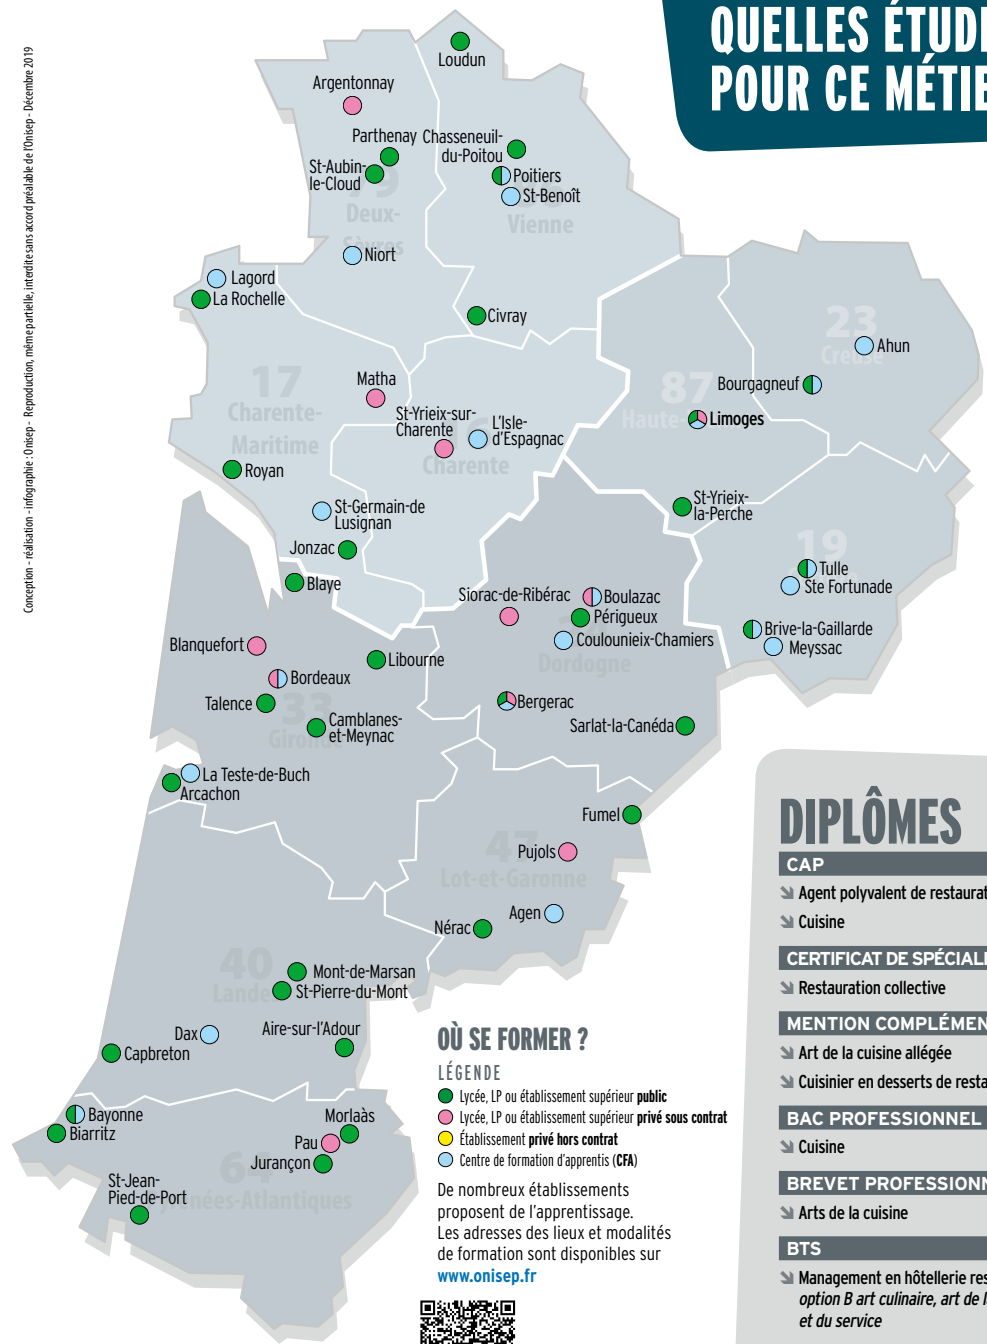 QUELLES ÉTUD
POUR CE MÉTIE
Conception - réalisation - infographie : Onisep - Reproduction, même partielle, interdite sans accord préalable de l'Onisep - Décembre 2019
Loudun
Argentonnay
Parthenay
Chasseneuil-
du-Poitou
St-Aubin-
le-Cloud
Poitiers
St-Benoît
79
Deux-
Sèvres
Vienne
Niort
Lagord
La Rochelle
Civray
23
Creuse
Ahun
17
Charente-
Maritime
Matha
Bourganeuf
87
Haute-
Limoges
St-Yrieix-sur-
Charente
L'Isle-
d'Espagnac
16
Charente
Royan
St-Yrieix-
la-Perche
St-Germain-de
Lusignan
Jonzac
19
Tulle
Ste Fortunade
Blaye
Siorac-de-Ribérac
Boulazac
Périgueux
Coulounieix-Chamiers
Dordogne
Brive-la-Gaillarde
Meyssac
Blanquefort
Libourne
Bordeaux
Talence
33
Gironde
Camblanes-
et-Meynac
Bergerac
Sarlat-la-Canéda
La Teste-de-Buch
Arcachon
Fumel
47
Lot-et-Garonne
Pujols
Agen
Nérac
40
Landes
Mont-de-Marsan
St-Pierre-du-Mont
Dax
Aire-sur-l'Adour
Capbreton
Bayonne
Biarritz
Morlaàs
Pau
Jurançon
64
Pyrénées-Atlantiques
St-Jean-
Pied-de-Port
OÙ SE FORMER ?
LÉGENDE
Lycée, LP ou établissement supérieur public
Lycée, LP ou établissement supérieur privé sous contrat
Établissement privé hors contrat
Centre de formation d'apprentis (CFA)
De nombreux établissements
proposent de l'apprentissage.
Les adresses des lieux et modalités
de formation sont disponibles sur
www.onisep.fr
DIPLÔMES
CAP
Agent polyvalent de restaurat
Cuisine
CERTIFICAT DE SPÉCIALI
Restauration collective
MENTION COMPLÉMEN
Art de la cuisine allégée
Cuisinier en desserts de resta
BAC PROFESSIONNEL
Cuisine
BREVET PROFESSIONN
Arts de la cuisine
BTS
Management en hôtellerie res
option B art culinaire, art de l
et du service